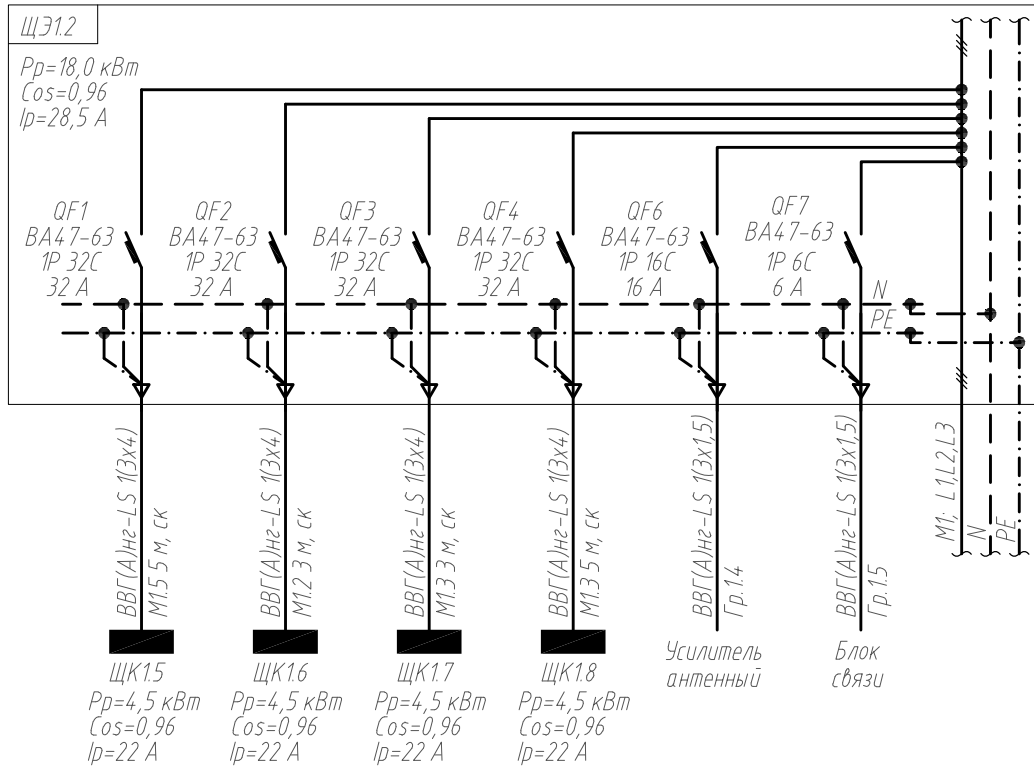 ЩЭ1.2
Рр=18,0 кВт
Cos=0,96
Iр=28,5 А
QF1
ВА47-63
1Р 32С
32 А
QF2
ВА47-63
1Р 32С
32 А
QF3
ВА47-63
1Р 32С
32 А
QF4
ВА47-63
1Р 32С
32 А
QF6
ВА47-63
1Р 16С
16 А
QF7
ВА47-63
1Р 6С
6 А
N
PE
ВВГ(А)нг-LS 1(3х4)
М1.5 5 м, ск
ВВГ(А)нг-LS 1(3х4)
М1.2 3 м, ск
ВВГ(А)нг-LS 1(3х4)
М1.3 3 м, ск
ВВГ(А)нг-LS 1(3х4)
М1.3 5 м, ск
ВВГ(А)нг-LS 1(3х1,5)
Гр.1.4
ВВГ(А)нг-LS 1(3х1,5)
Гр.1.5
М1; L1,L2,L3
N
PE
ЩК1.5
Рр=4,5 кВт
Cos=0,96
Iр=22 А
ЩК1.6
Рр=4,5 кВт
Cos=0,96
Iр=22 А
ЩК1.7
Рр=4,5 кВт
Cos=0,96
Iр=22 А
ЩК1.8
Рр=4,5 кВт
Cos=0,96
Iр=22 А
Усилитель
антенный
Блок
связи